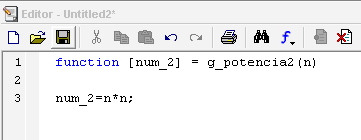 Editor - Untitled2*
1 function [num_2] = g_potencia2(n)
2
3 num_2=n*n;